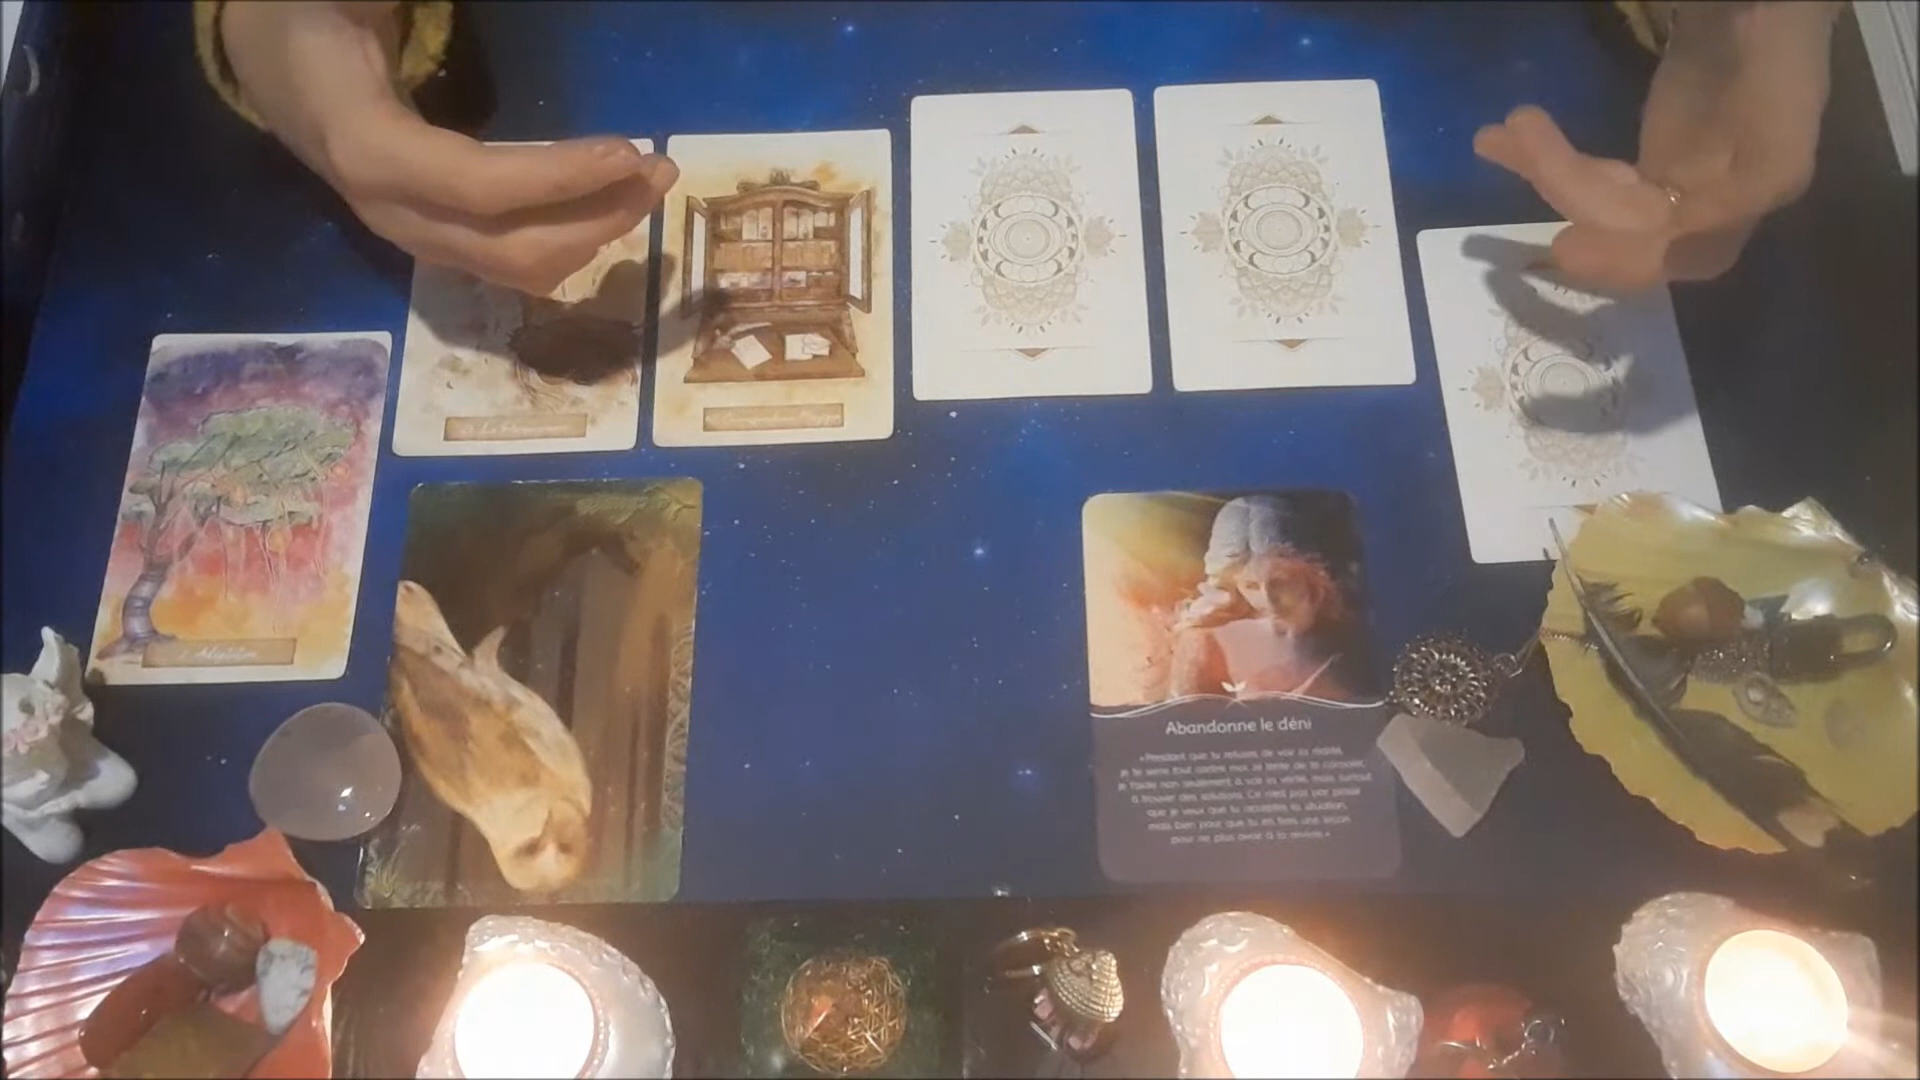 Abandonne le déni
«Pendant que tu refuses de voir la réalité,
je te serre tout contre moi. Je tente de te consoler,
je t'aide non seulement à voir la vérité, mais surtout
à trouver des solutions. Ce n'est pas par plaisir
que je veux que tu acceptes la situation,
mais bien pour que tu en tires une leçon
pour ne plus avoir à la revivre.»